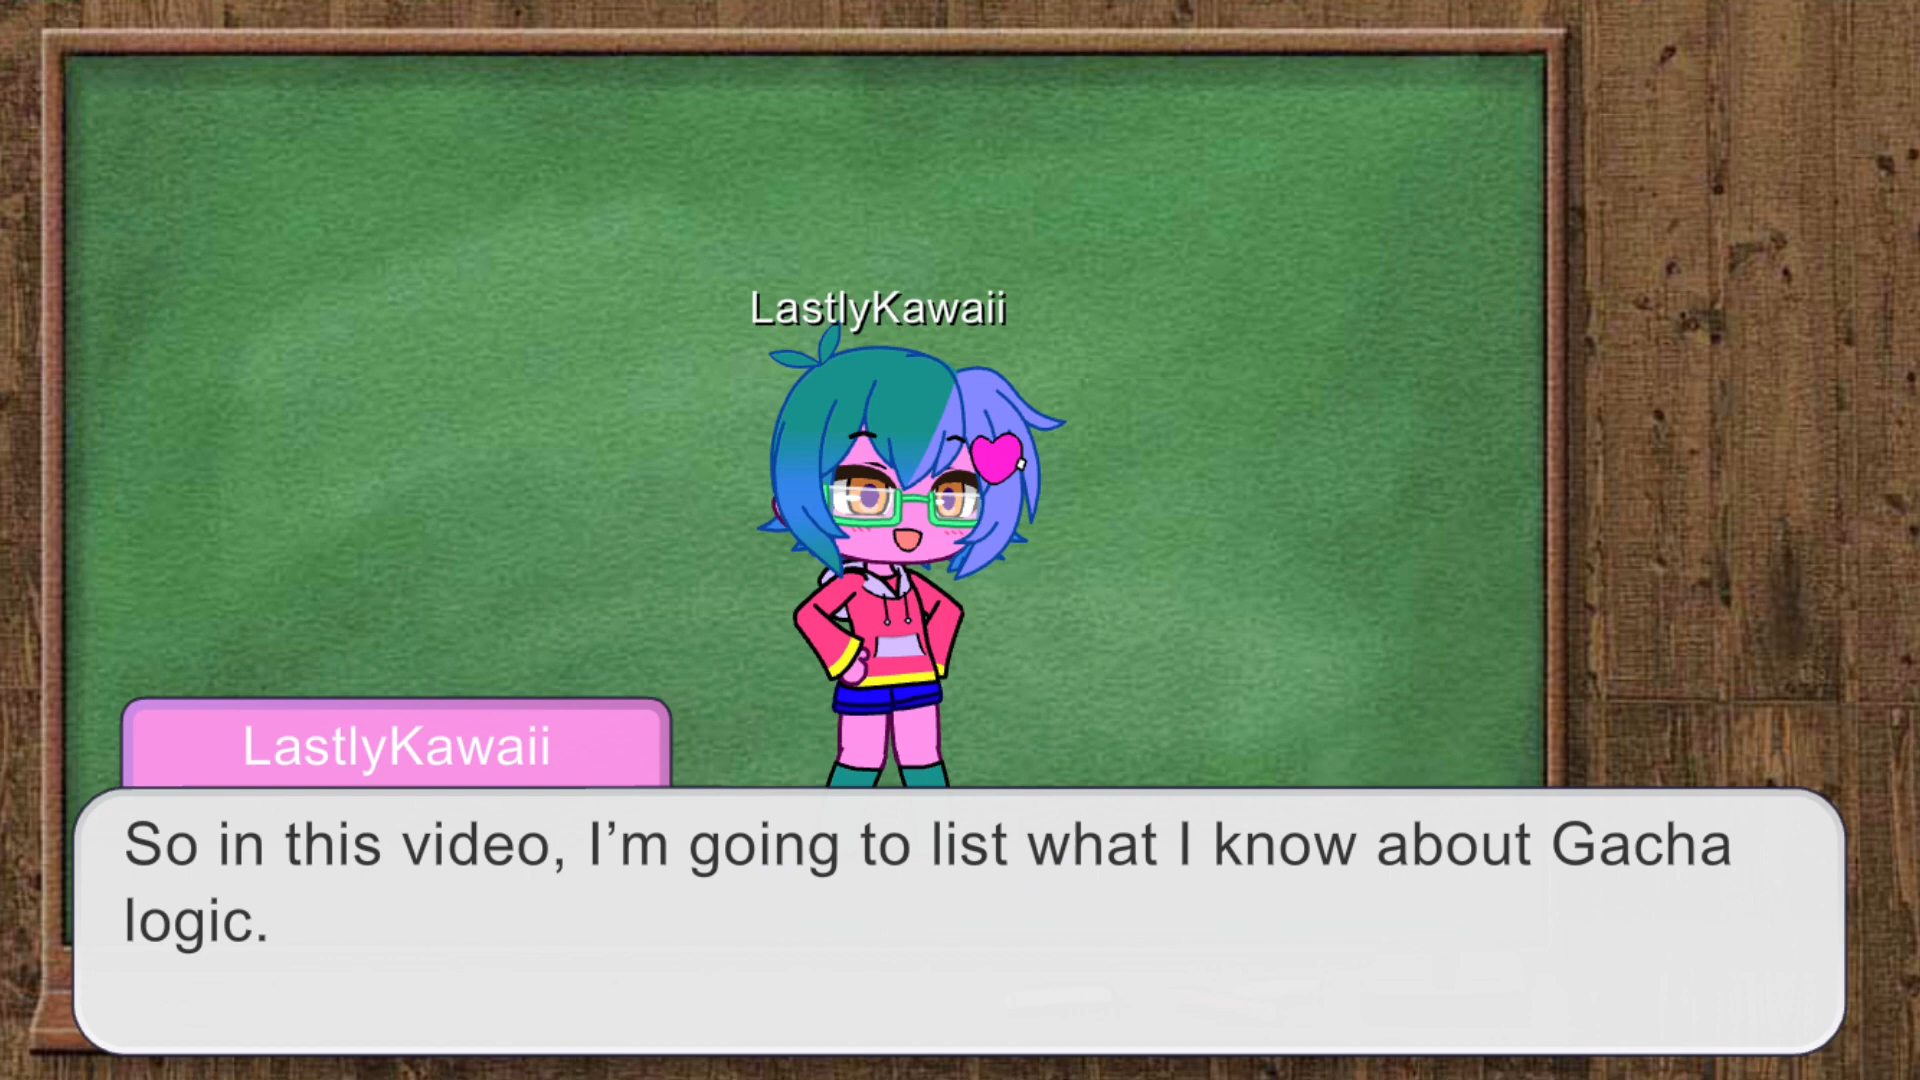 LastlyKawaii
LastlyKawaii
So in this video, I’m going to list what I know about Gacha
logic.